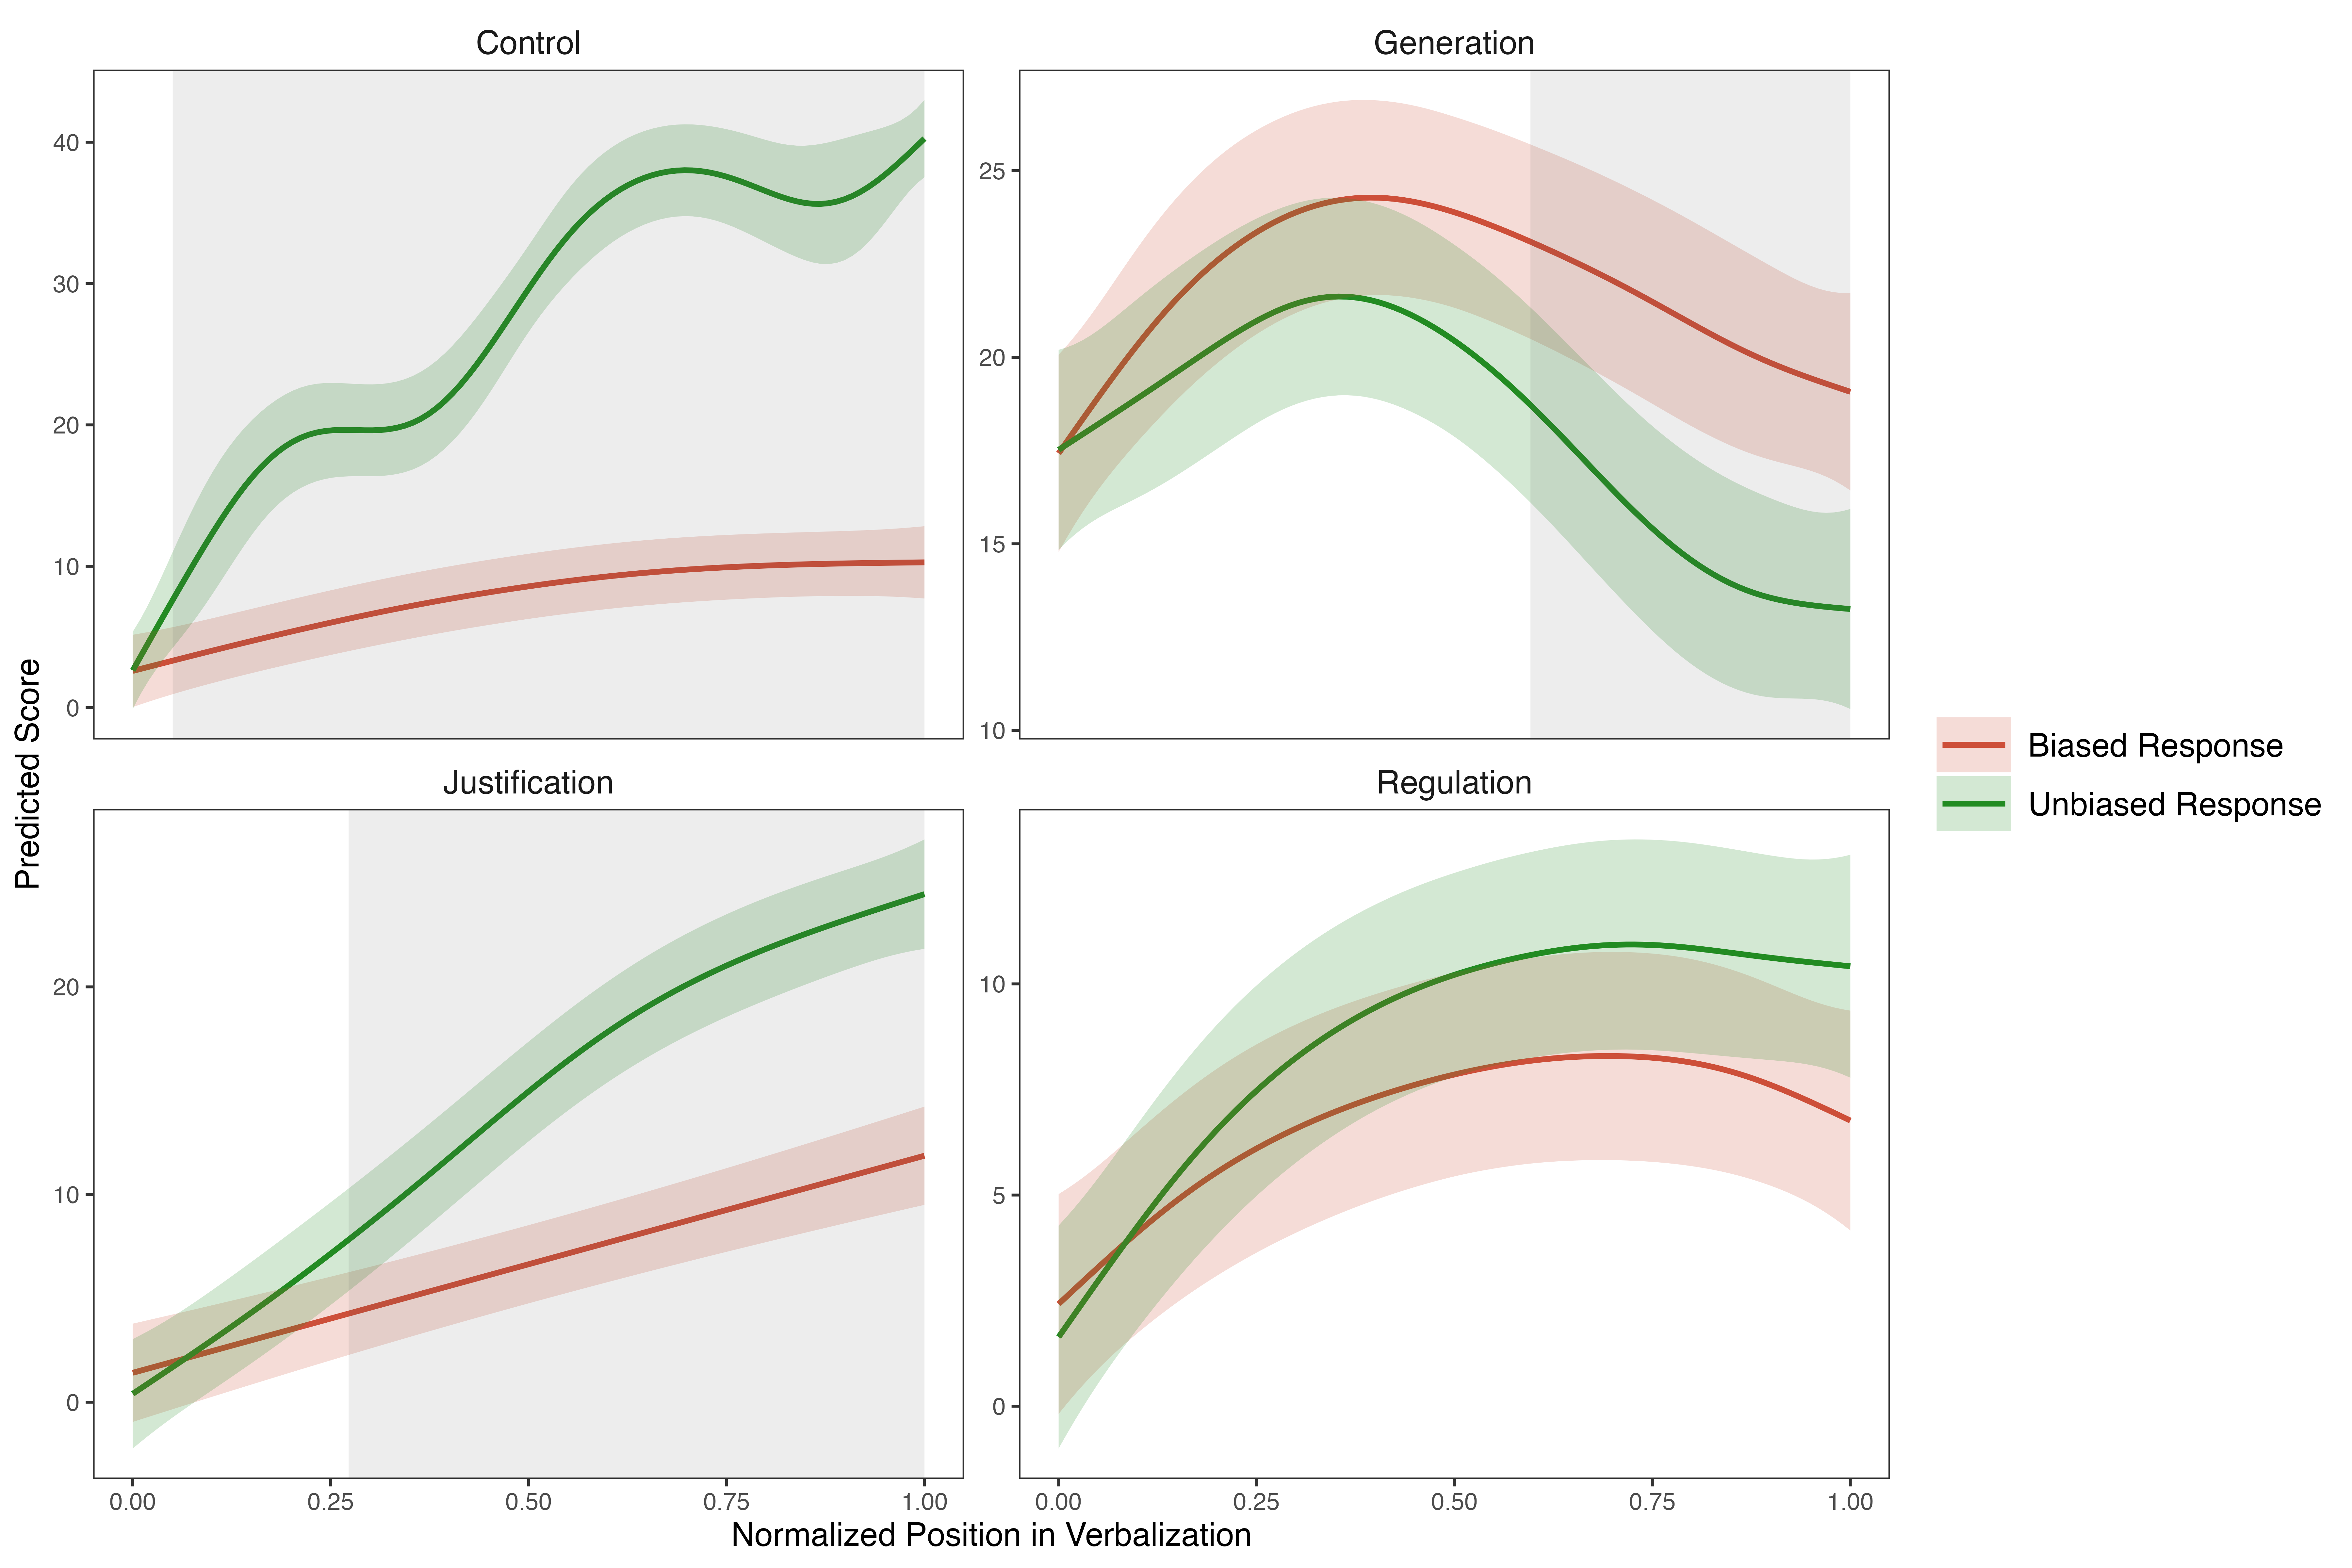 Control
Generation
40
30
20
10
0
25
20
15
10
Predicted Score
Justification
Regulation
20
10
0
10
5
0
0.00 0.25 0.50 0.75 1.00
0.00 0.25 0.50 0.75 1.00
Normalized Position in Verbalization
Biased Response
Unbiased Response